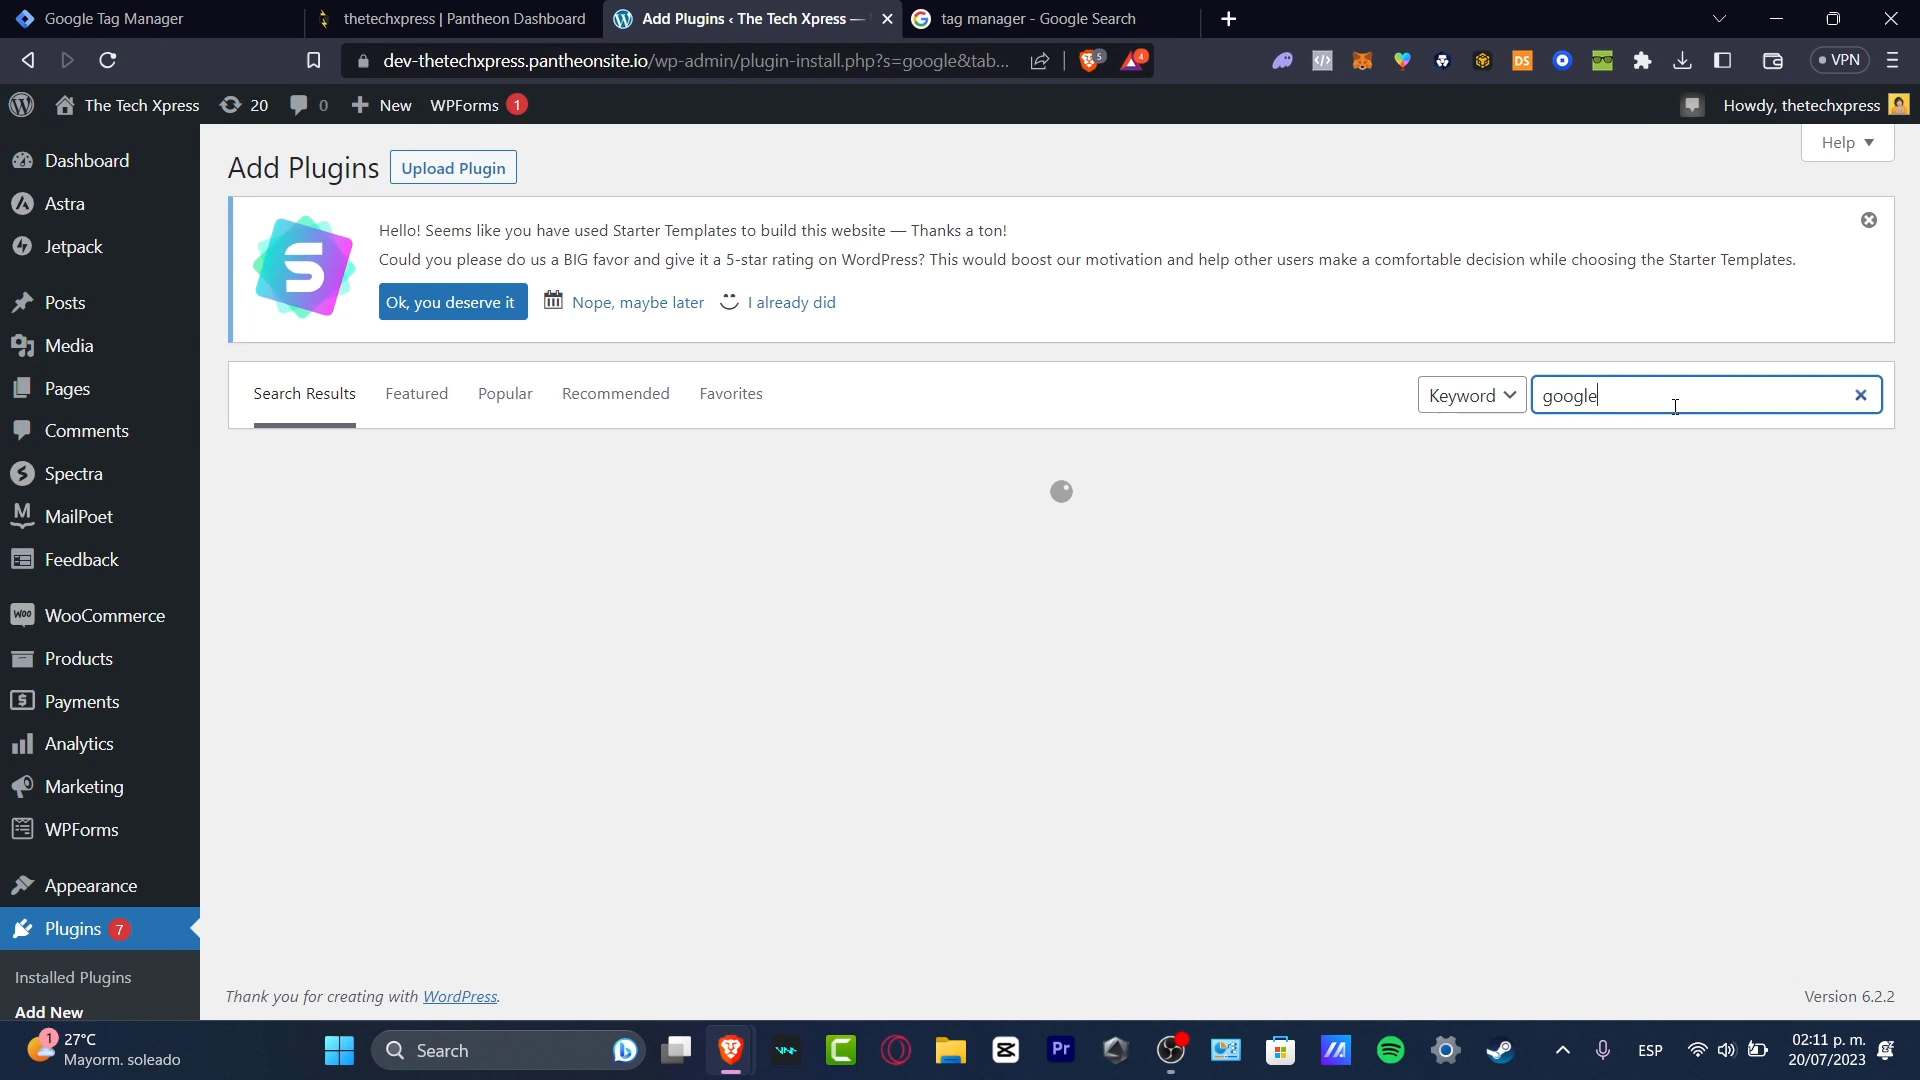 Google Tag Manager
thetechxpress | Pantheon Dashboard
Add Plugins ‹ The Tech Xpress —
tag manager - Google Search
dev-thetechxpress.pantheonsite.io/wp-admin/plugin-install.php?s=google&tab...
5
4
DS
VPN
The Tech Xpress
20
0
New
WPForms 1
Howdy, thetechxpress
Dashboard
Astra
Jetpack
Posts
Media
Pages
Comments
Spectra
MailPoet
Feedback
WooCommerce
Products
Payments
Analytics
Marketing
WPForms
Appearance
Plugins 7
Installed Plugins
Add New
Help
Add Plugins
Upload Plugin
Hello! Seems like you have used Starter Templates to build this website — Thanks a ton!
Could you please do us a BIG favor and give it a 5-star rating on WordPress? This would boost our motivation and help other users make a comfortable decision while choosing the Starter Templates.
Ok, you deserve it
Nope, maybe later
I already did
Search Results
Featured
Popular
Recommended
Favorites
Keyword
google
Thank you for creating with WordPress.
Version 6.2.2
1
27°C
Mayorm. soleado
Search
Pr
ESP
02:11 p. m.
20/07/2023